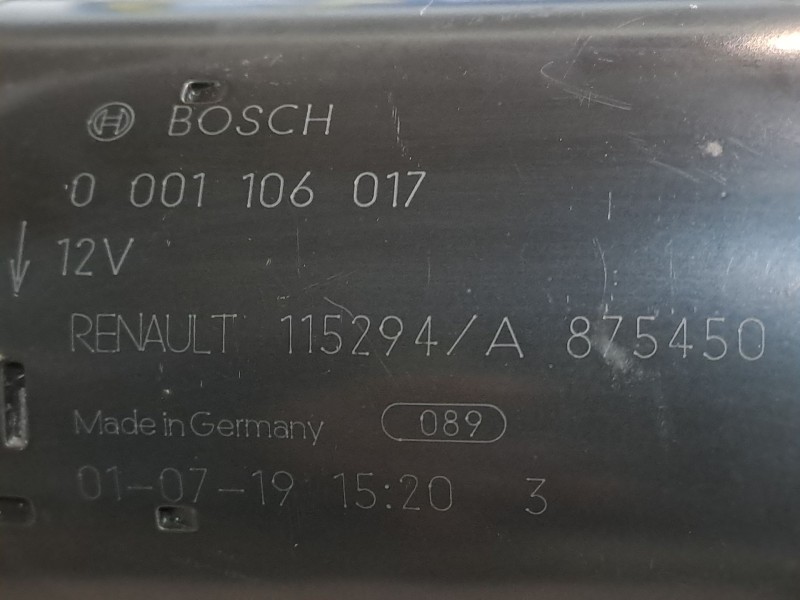 BOSCH
0 001 106 017
12V
RENAULT 115294/A 875450
Made in Germany 089
01-07-19 15:20 3